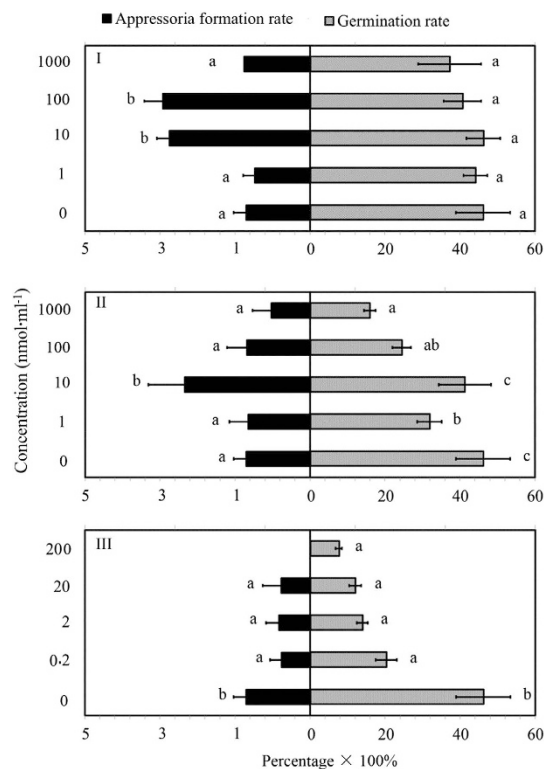 Appressoria formation rate Germination rate
I
1000 a a
100 b a
10 b a
1 a a
0 a a
5 3 1 0 20 40 60
II
1000 a a
100 a ab
10 b c
1 a b
0 a c
5 3 1 0 20 40 60
III
200 a
20 a a
2 a a
0.2 a a
0 b b
5 3 1 0 20 40 60
Concentration (nmol·ml⁻¹)
Percentage × 100%